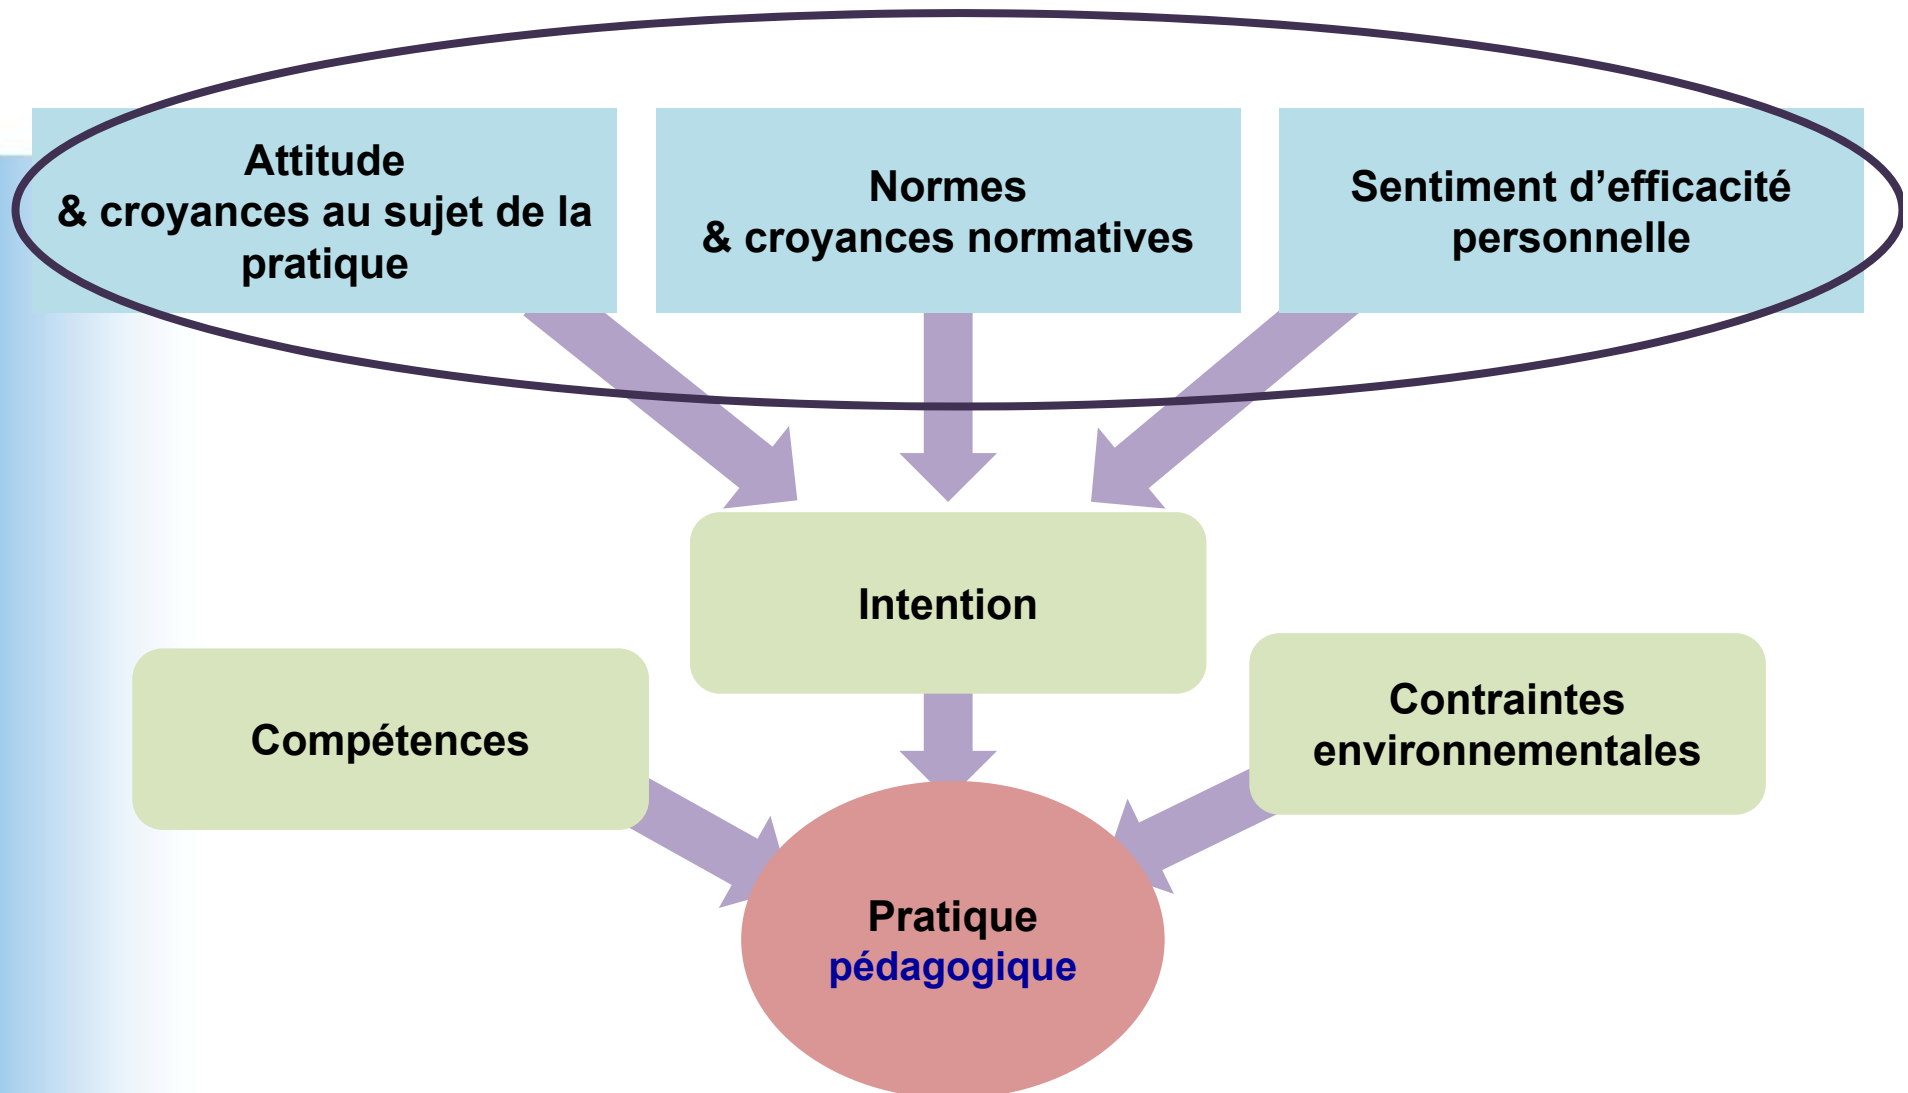 Attitude
& croyances au sujet de la
pratique
Normes
& croyances normatives
Sentiment d’efficacité
personnelle
Intention
Compétences
Contraintes
environnementales
Pratique
pédagogique